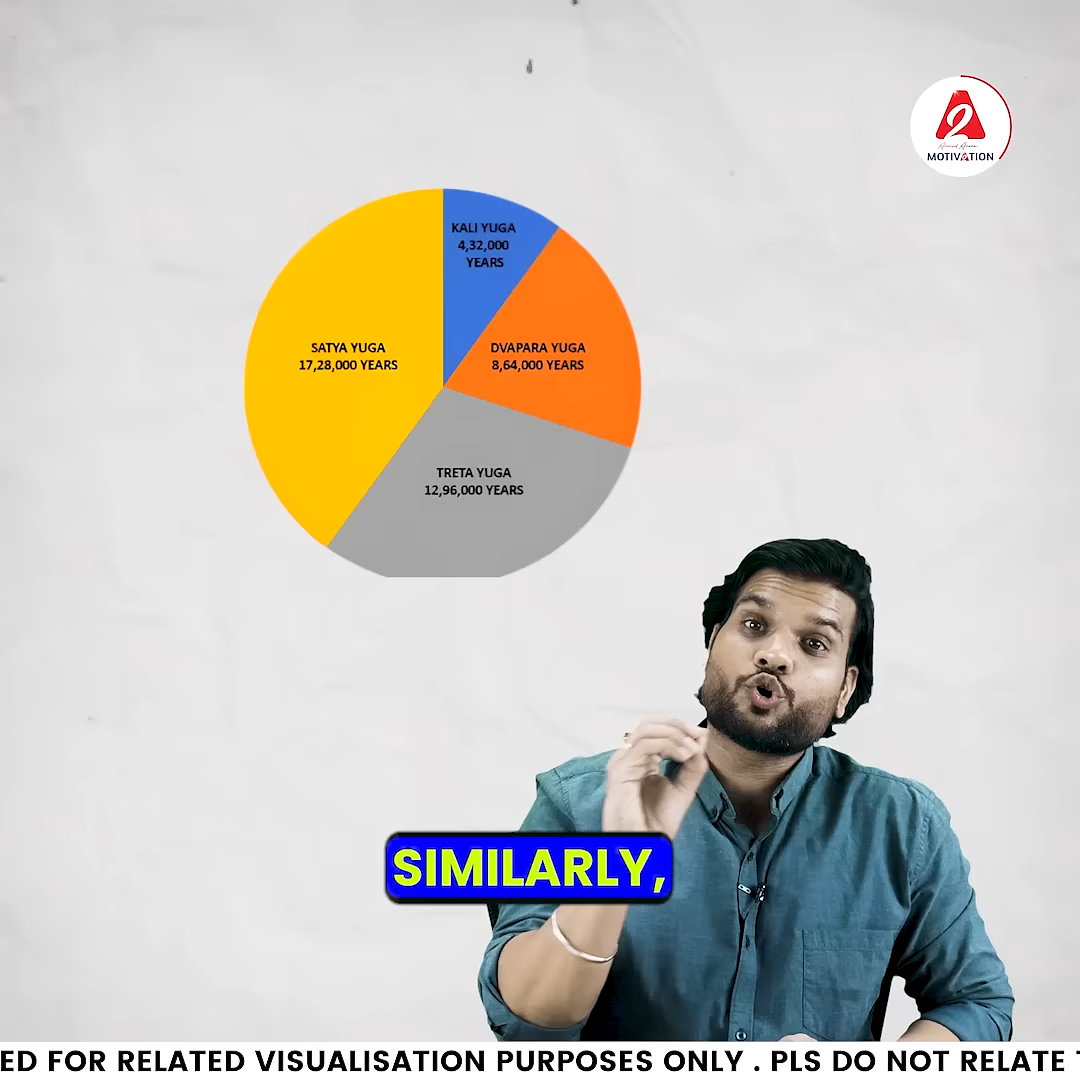 2
MOTIVATION
KALI YUGA
4,32,000
YEARS
SATYA YUGA
17,28,000 YEARS
DVAPARA YUGA
8,64,000 YEARS
TRETA YUGA
12,96,000 YEARS
SIMILARLY,
ED FOR RELATED VISUALISATION PURPOSES ONLY . PLS DO NOT RELATE